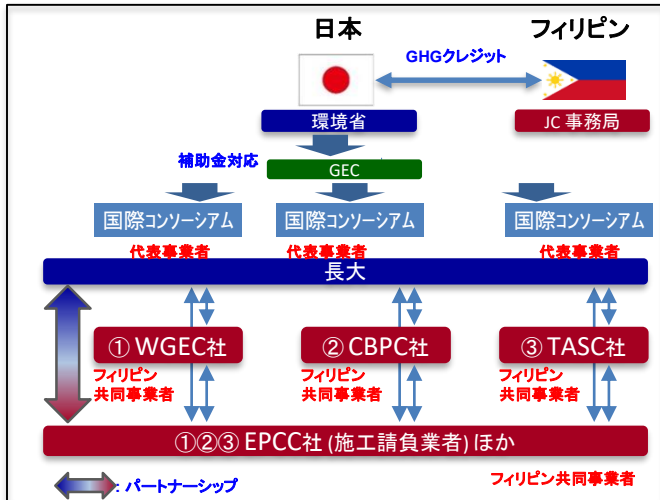 日本
フィリピン
GHGクレジット
環境省
JC 事務局
補助金対応
GEC
国際コンソーシアム
国際コンソーシアム
国際コンソーシアム
代表事業者
代表事業者
代表事業者
長大
① WGEC社
② CBPC社
③ TASC社
フィリピン
共同事業者
フィリピン
共同事業者
フィリピン
共同事業者
①②③ EPCC社 (施工請負業者) ほか
: パートナーシップ
フィリピン共同事業者